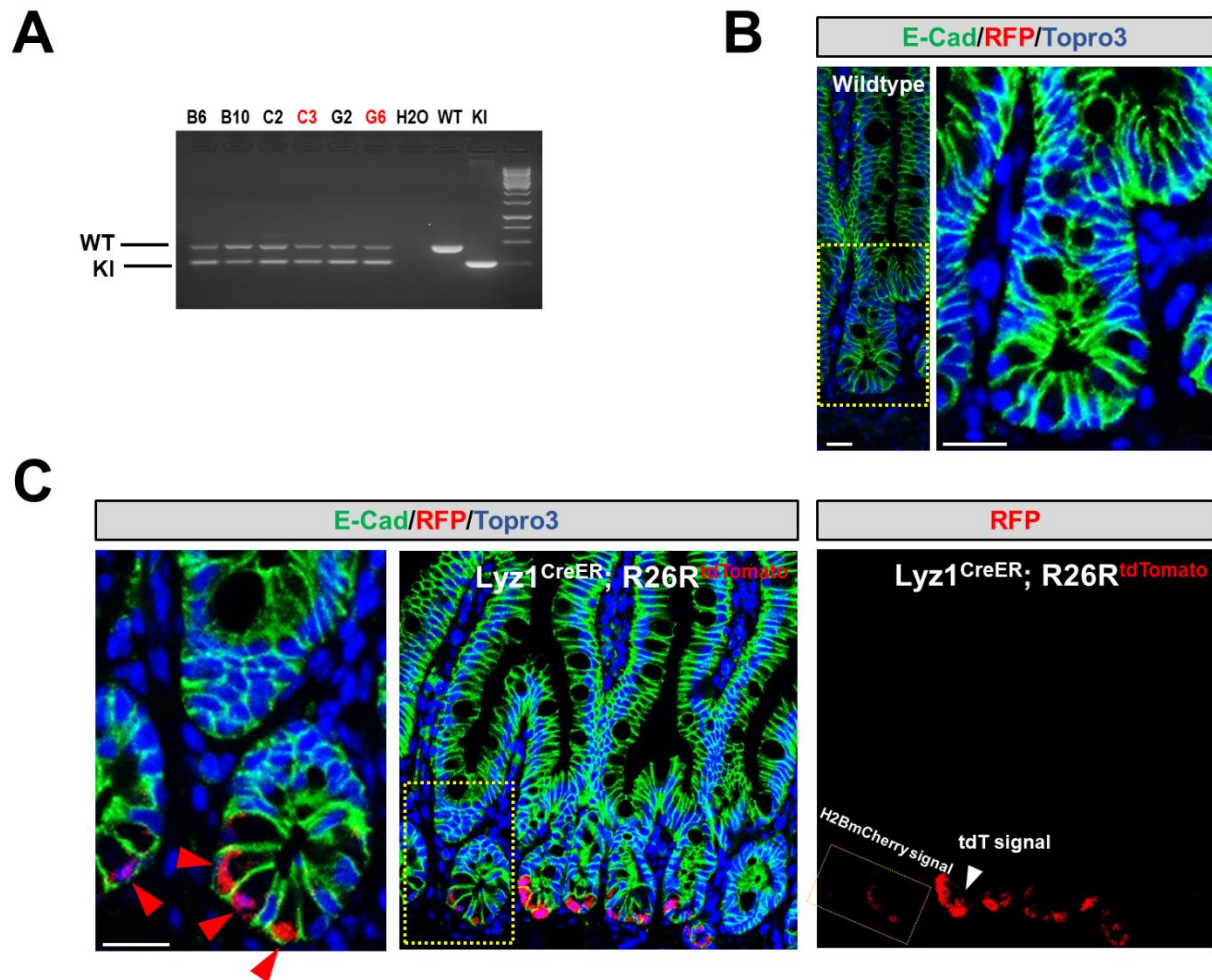 A
B6 B10 C2 C3 G2 G6 H2O WT KI
WT
KI
B
E-Cad/RFP/Topro3
Wildtype
C
E-Cad/RFP/Topro3
RFP
Lyz1CreER; R26RtdTomato
Lyz1CreER; R26RtdTomato
H2BmCherry signal
tdT signal